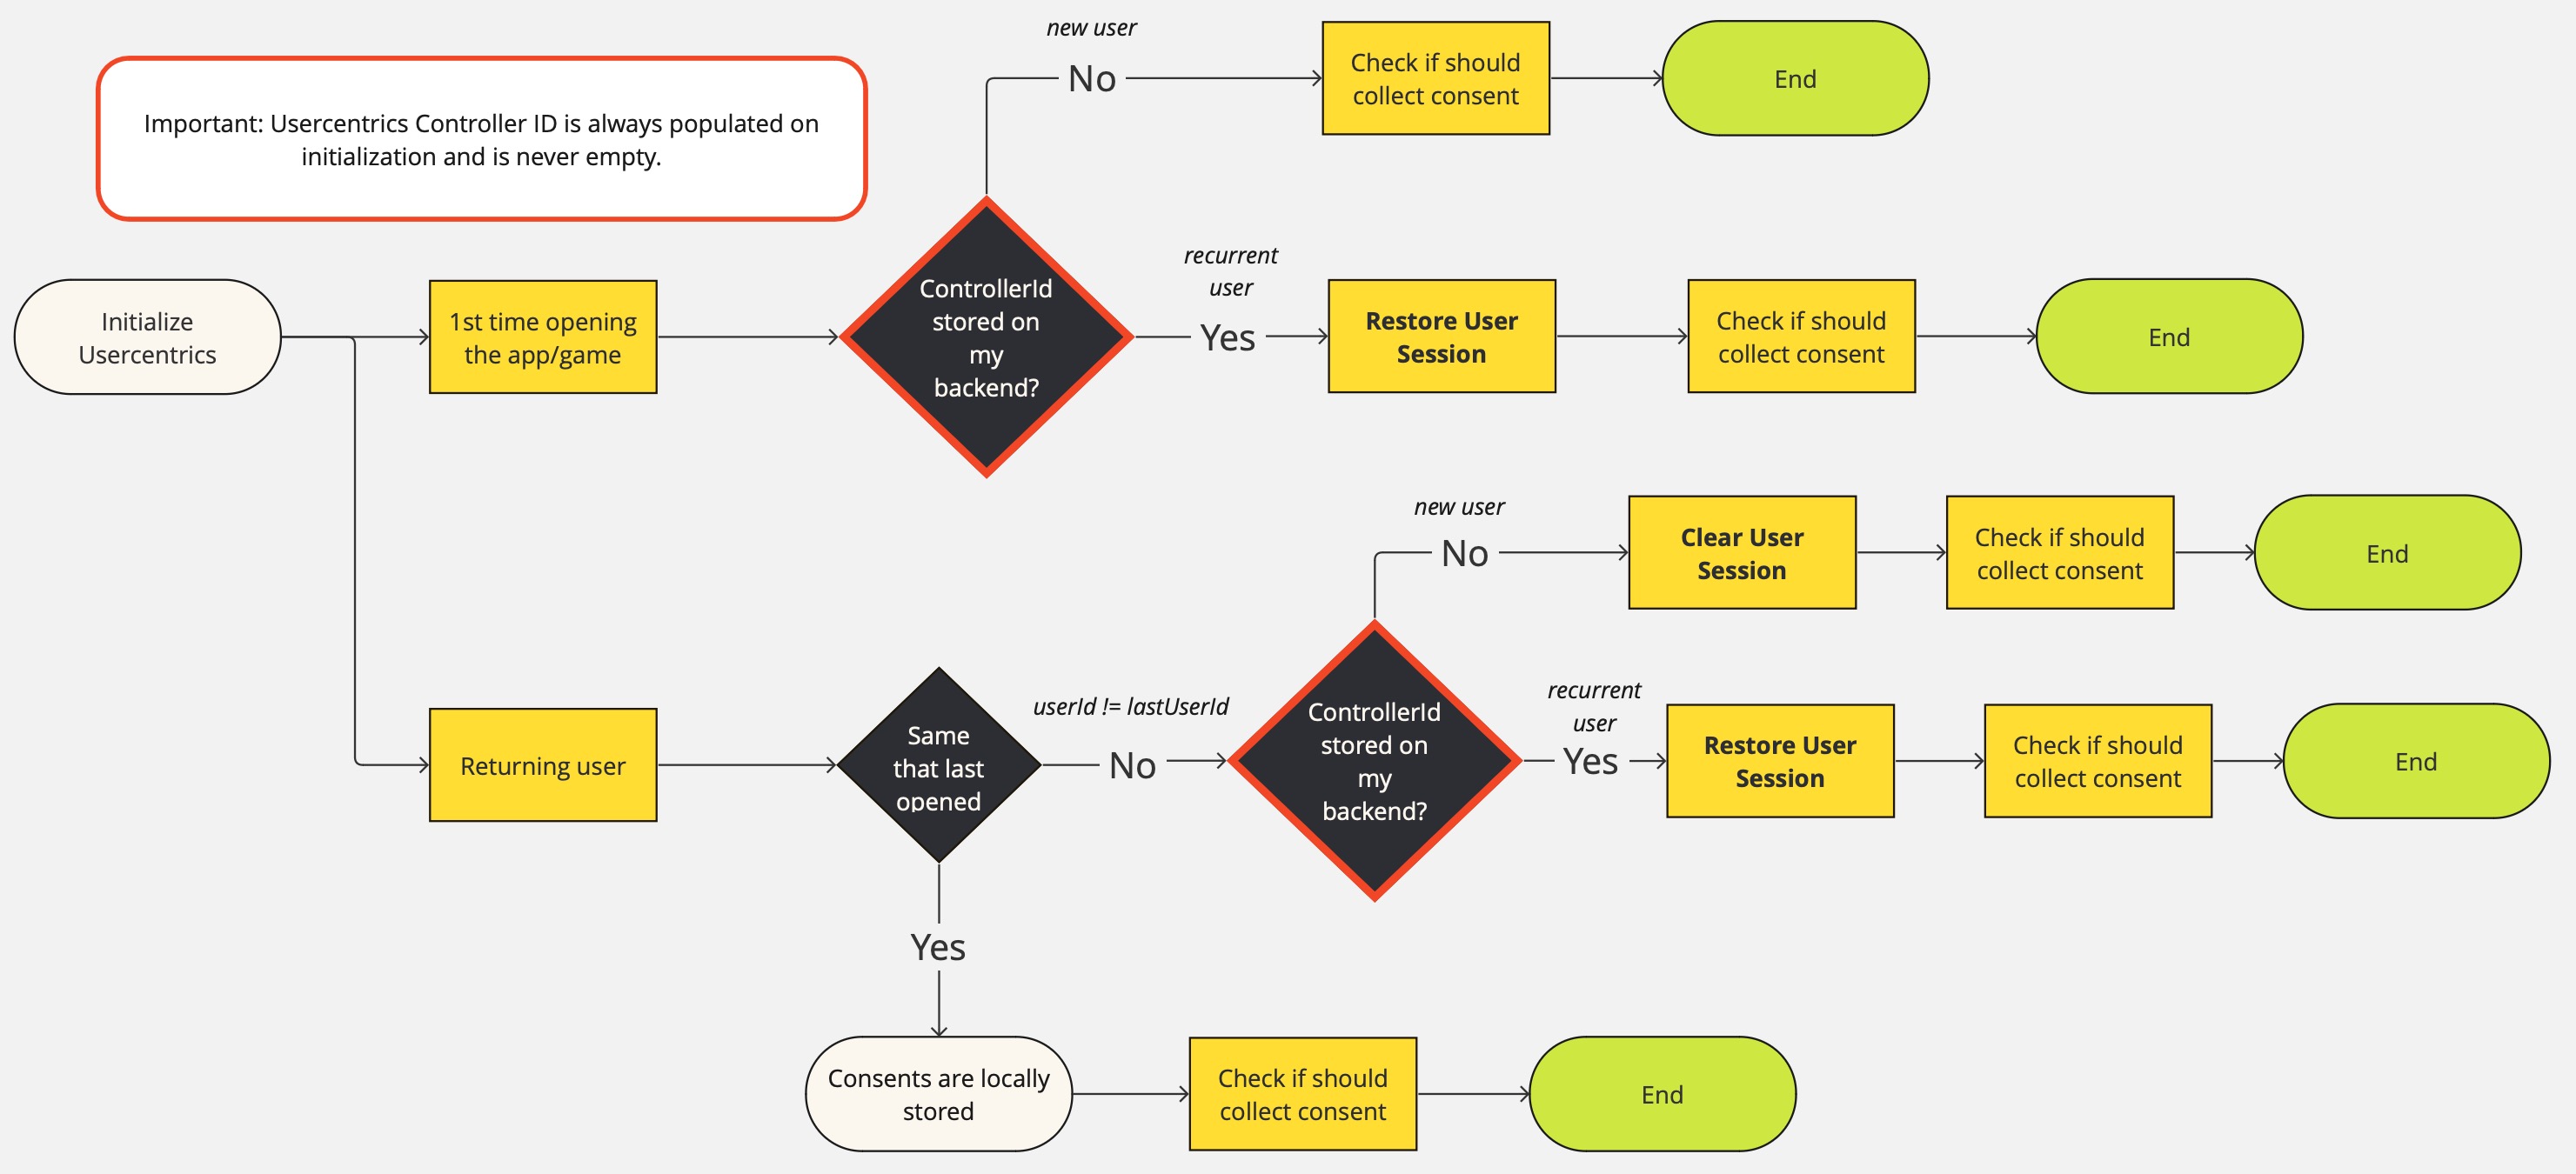 new user
No
Check if should
collect consent
End
Important: Usercentrics Controller ID is always populated on
initialization and is never empty.
Initialize
Usercentrics
1st time opening
the app/game
ControllerId
stored on
my
backend?
recurrent
user
Yes
Restore User
Session
Check if should
collect consent
End
new user
No
Clear User
Session
Check if should
collect consent
End
Returning user
Same
that last
opened
userId != lastUserId
No
ControllerId
stored on
my
backend?
recurrent
user
Yes
Restore User
Session
Check if should
collect consent
End
Yes
Consents are locally
stored
Check if should
collect consent
End